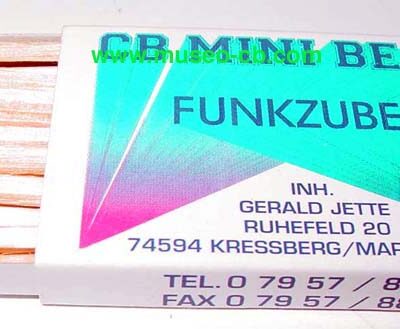 CB MINI BE
www.museo-cb.com
FUNKZUBE
INH.
GERALD JETTE
RUHEFELD 20
74594 KRESSBERG/MAR
TEL. 0 79 57 / 8
FAX 0 79 57 / 88